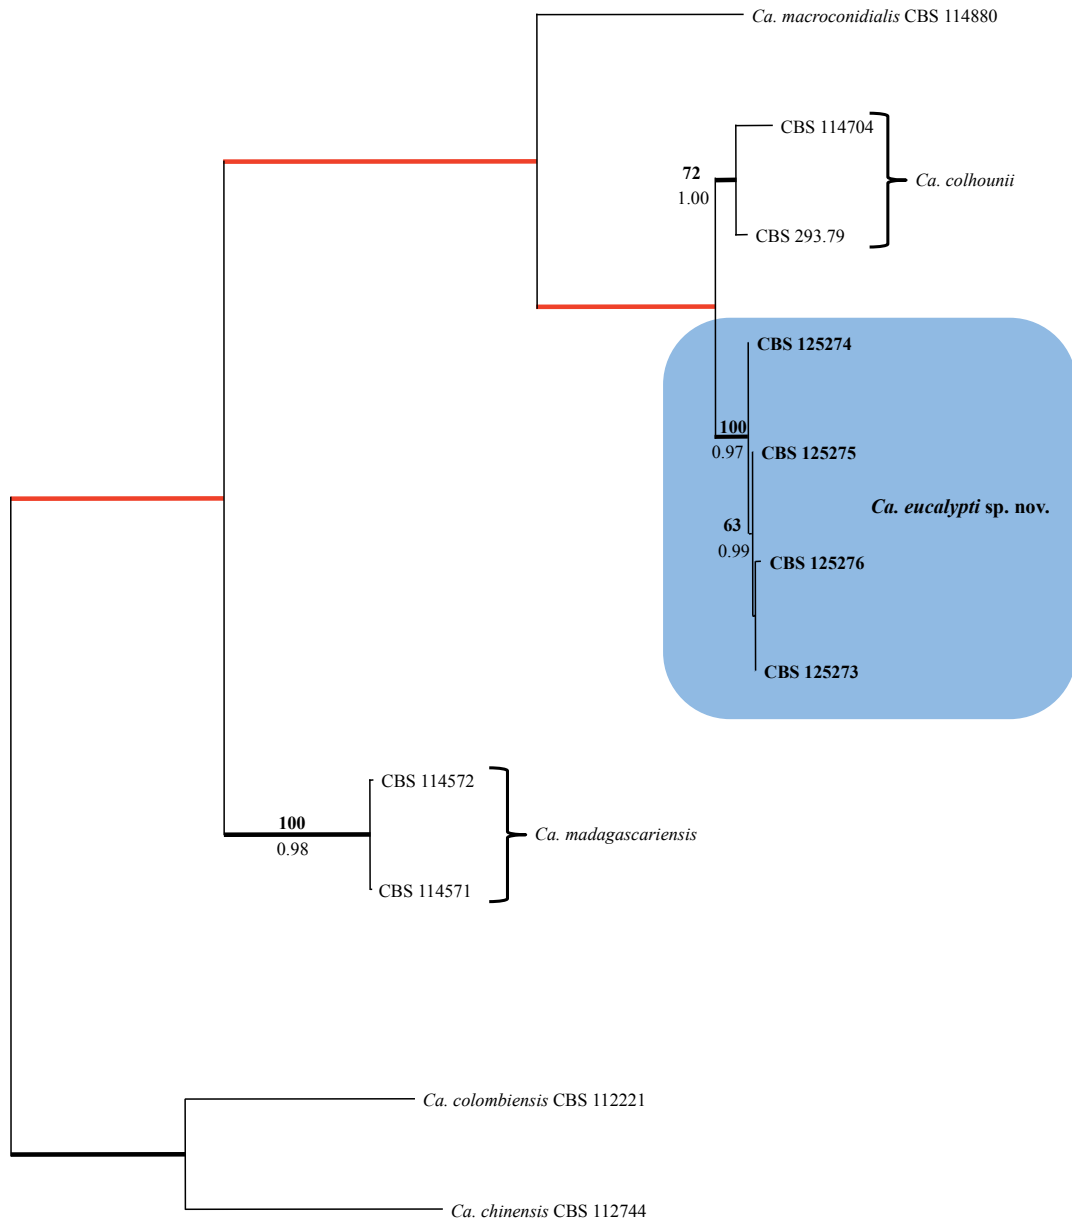 Ca. macroconidialis CBS 114880
CBS 114704
72
1.00
Ca. colhounii
CBS 293.79
CBS 125274
100
0.97
CBS 125275
Ca. eucalypti sp. nov.
63
0.99
CBS 125276
CBS 125273
CBS 114572
100
0.98
Ca. madagascariensis
CBS 114571
Ca. colombiensis CBS 112221
Ca. chinensis CBS 112744